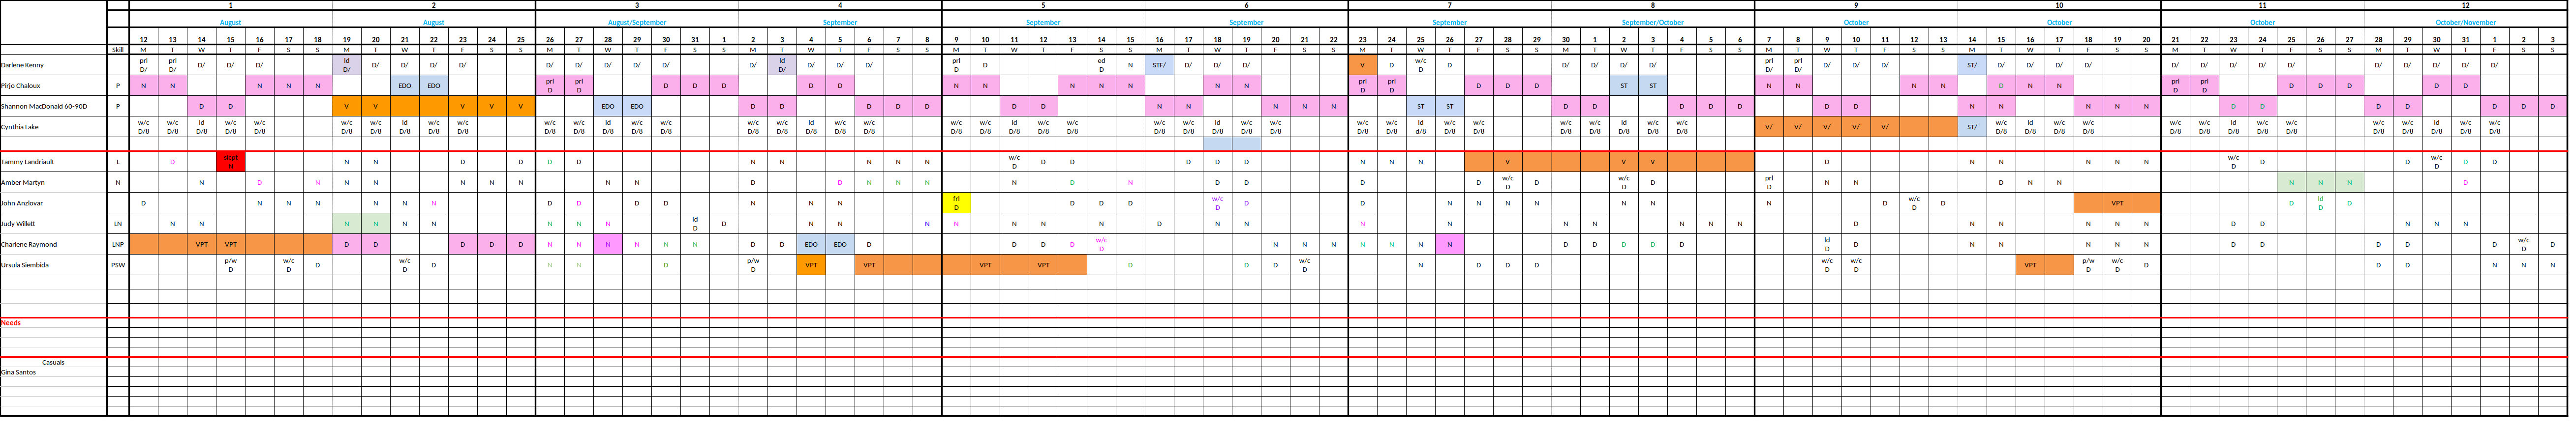 1 2 3 4 5 6 7 8 9 10 11 12
August August August/September September September September September September/October October October October October/November
12 13 14 15 16 17 18 19 20 21 22 23 24 25 26 27 28 29 30 31 1 2 3 4 5 6 7 8 9 10 11 12 13 14 15 16 17 18 19 20 21 22 23 24 25 26 27 28 29 30 1 2 3 4 5 6 7 8 9 10 11 12 13 14 15 16 17 18 19 20 21 22 23 24 25 26 27 28 29 30 31 1 2 3
Skill M T W T F S S M T W T F S S M T W T F S S M T W T F S S M T W T F S S M T W T F S S M T W T F S S M T W T F S S M T W T F S S M T W T F S S M T W T F S S M T W T F S S
Darlene Kenny prl D/ prl D/ D/ D/ D/ ld D/ D/ D/ D/ D/ D/ D/ D/ D/ D/ D/ ld D/ D/ D/ D/ prl D D ed D N STF/ D/ D/ D/ V D w/c D D D/ D/ D/ D/ prl D/ prl D/ D/ D/ D/ ST/ D/ D/ D/ D/ D/ D/ D/ D/ D/ D/ D/ D/ D/ D/
Pirjo Chaloux P N N N N N EDO EDO prl D prl D D D D D D N N N N N N N prl D prl D D D D ST ST N N N N D N N prl D prl D D D D D D
Shannon MacDonald 60-90D P D D V V V V V EDO EDO D D D D D D D N N N N N ST ST D D D D D D D N N N N N D D D D D D D
Cynthia Lake w/c D/8 w/c D/8 ld D/8 w/c D/8 w/c D/8 w/c D/8 w/c D/8 ld D/8 w/c D/8 w/c D/8 w/c D/8 w/c D/8 ld D/8 w/c D/8 w/c D/8 w/c D/8 w/c D/8 ld D/8 w/c D/8 w/c D/8 w/c D/8 w/c D/8 ld D/8 w/c D/8 w/c D/8 w/c D/8 w/c D/8 ld D/8 w/c D/8 w/c D/8 w/c D/8 w/c D/8 ld d/8 w/c D/8 w/c D/8 w/c D/8 w/c D/8 ld D/8 w/c D/8 w/c D/8 V/ V/ V/ V/ V/ ST/ w/c D/8 ld D/8 w/c D/8 w/c D/8 w/c D/8 w/c D/8 ld D/8 w/c D/8 w/c D/8 w/c D/8 w/c D/8 ld D/8 w/c D/8 w/c D/8
Tammy Landriault L D N N N D D D D N N N N N w/c D D D D D D N N N V V V D N N N N N w/c D D D w/c D D D
Amber Martyn N N D N N N N N N N N D D N N N N D N D D D D w/c D D w/c D D prl D N N D N N N N N D
John Anzlovar D N N N N N N D D D D N N frl D D D D w/c D D D N N N N N N N D w/c D D VPT D ld D D
Judy Willett LN N N N N N N N N ld D D N N N N N N N N D N N N N N N N N D N N D D N N N
Charlene Raymond LNP VPT VPT D D D D D N N N N N N D D EDO EDO D D D D w/c D N N N N N N N D D D D D ld D D N N N N N D D D D D w/c D D
Ursula Siembida PSW p/w D w/c D D w/c D D N N D p/w D VPT VPT VPT VPT D D D w/c D N D D D w/c D w/c D VPT p/w D w/c D D D D N N N
Needs
Casuals
Gina Santos